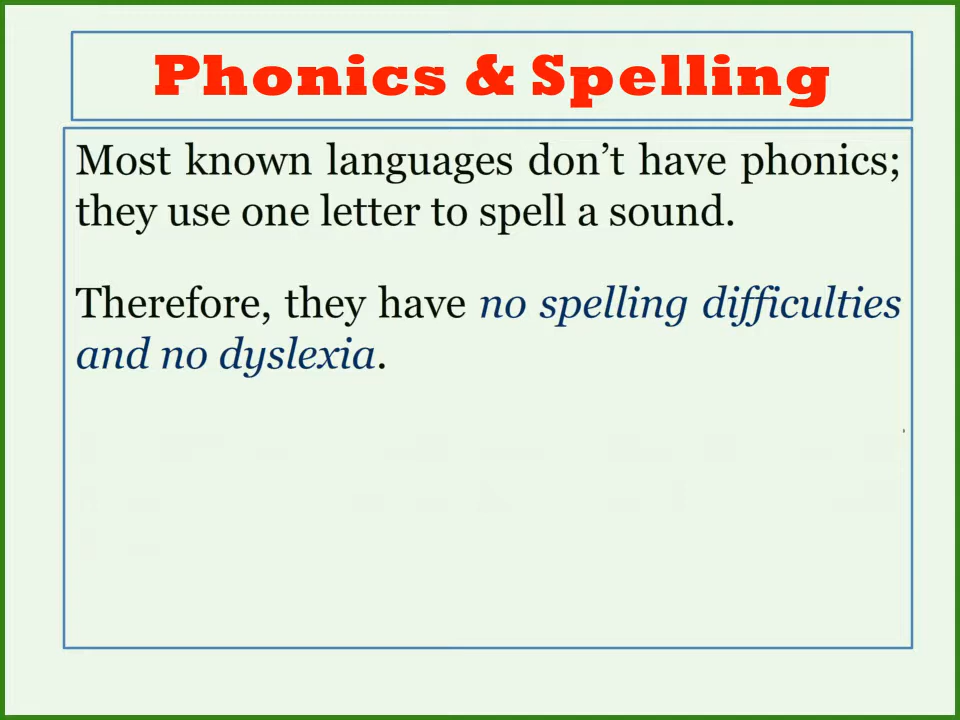 Phonics & Spelling
Most known languages don’t have phonics;
they use one letter to spell a sound.
Therefore, they have no spelling difficulties
and no dyslexia.